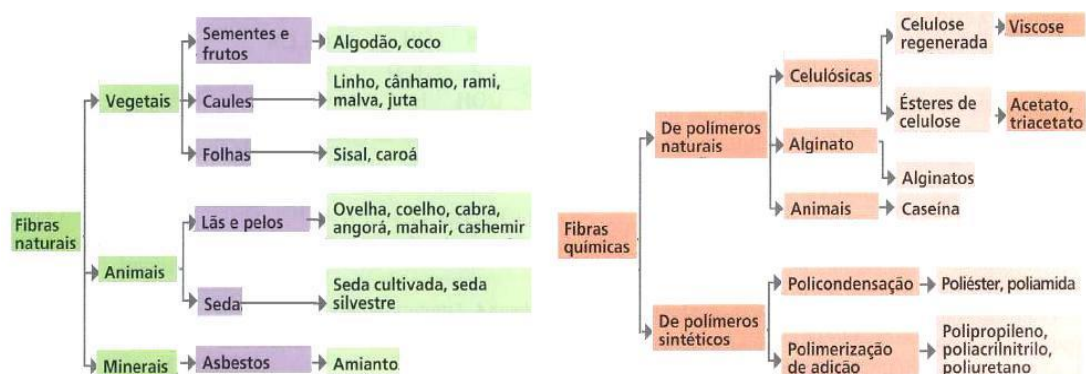 Fibras
naturais
Vegetais
Sementes e
frutos
Algodão, coco
Caules
Linho, cânhamo, rami,
malva, juta
Folhas
Sisal, caroá
Animais
Lãs e pelos
Ovelha, coelho, cabra,
angorá, mahair, cashemir
Seda
Seda cultivada, seda
silvestre
Minerais
Asbestos
Amianto
Fibras
químicas
De polímeros
naturais
Celulósicas
Celulose
regenerada
Viscose
Ésteres de
celulose
Acetato,
triacetato
Alginato
Alginatos
Animais
Caseína
De polímeros
sintéticos
Policondensação
Poliéster, poliamida
Polimerização
de adição
Polipropileno,
poliacrilnitrilo,
poliuretano